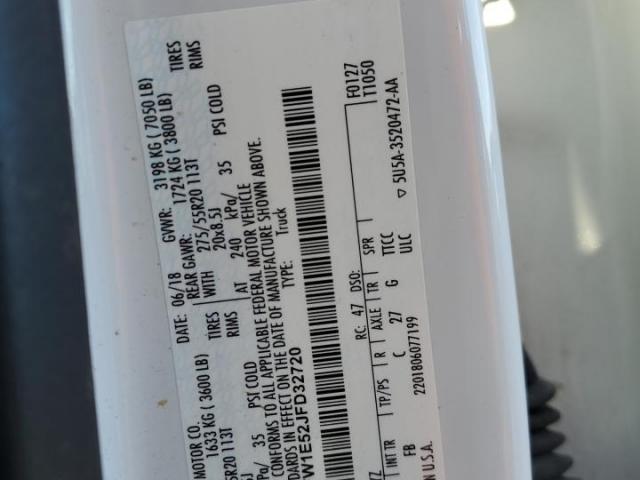 MOTOR CO. DATE: 06/18 GVWR: 3198 KG ( 7050 LB)
1633 KG ( 3600 LB) REAR GAWR: 1724 KG ( 3800 LB)
R20 113T TIRES 275/55R20 113T TIRES
J RIMS WITH 20x8.5J RIMS
Pa/ 35 PSI COLD AT 240 kPa/ 35 PSI COLD
CONFORMS TO ALL APPLICABLE FEDERAL MOTOR VEHICLE
DARDS IN EFFECT ON THE DATE OF MANUFACTURE SHOWN ABOVE.
W1E52JFD32720 TYPE: Truck
F0127
T1050
RC: 47 DSO:
INT TR TP/PS R AXLE TR SPR
FB C 27 G TTCC
ULC
N U.S.A. 2201806077199 ▽ 5U5A-3520472-AA